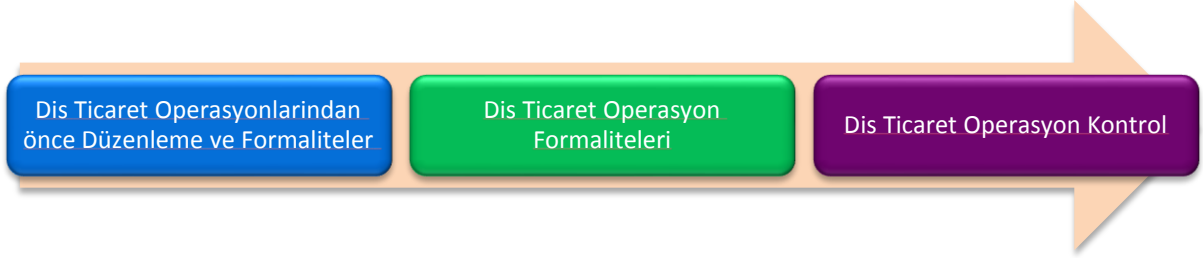 Dis Ticaret Operasyonlarindan
önce Düzenleme ve Formaliteler
Dis Ticaret Operasyon
Formaliteleri
Dis Ticaret Operasyon Kontrol